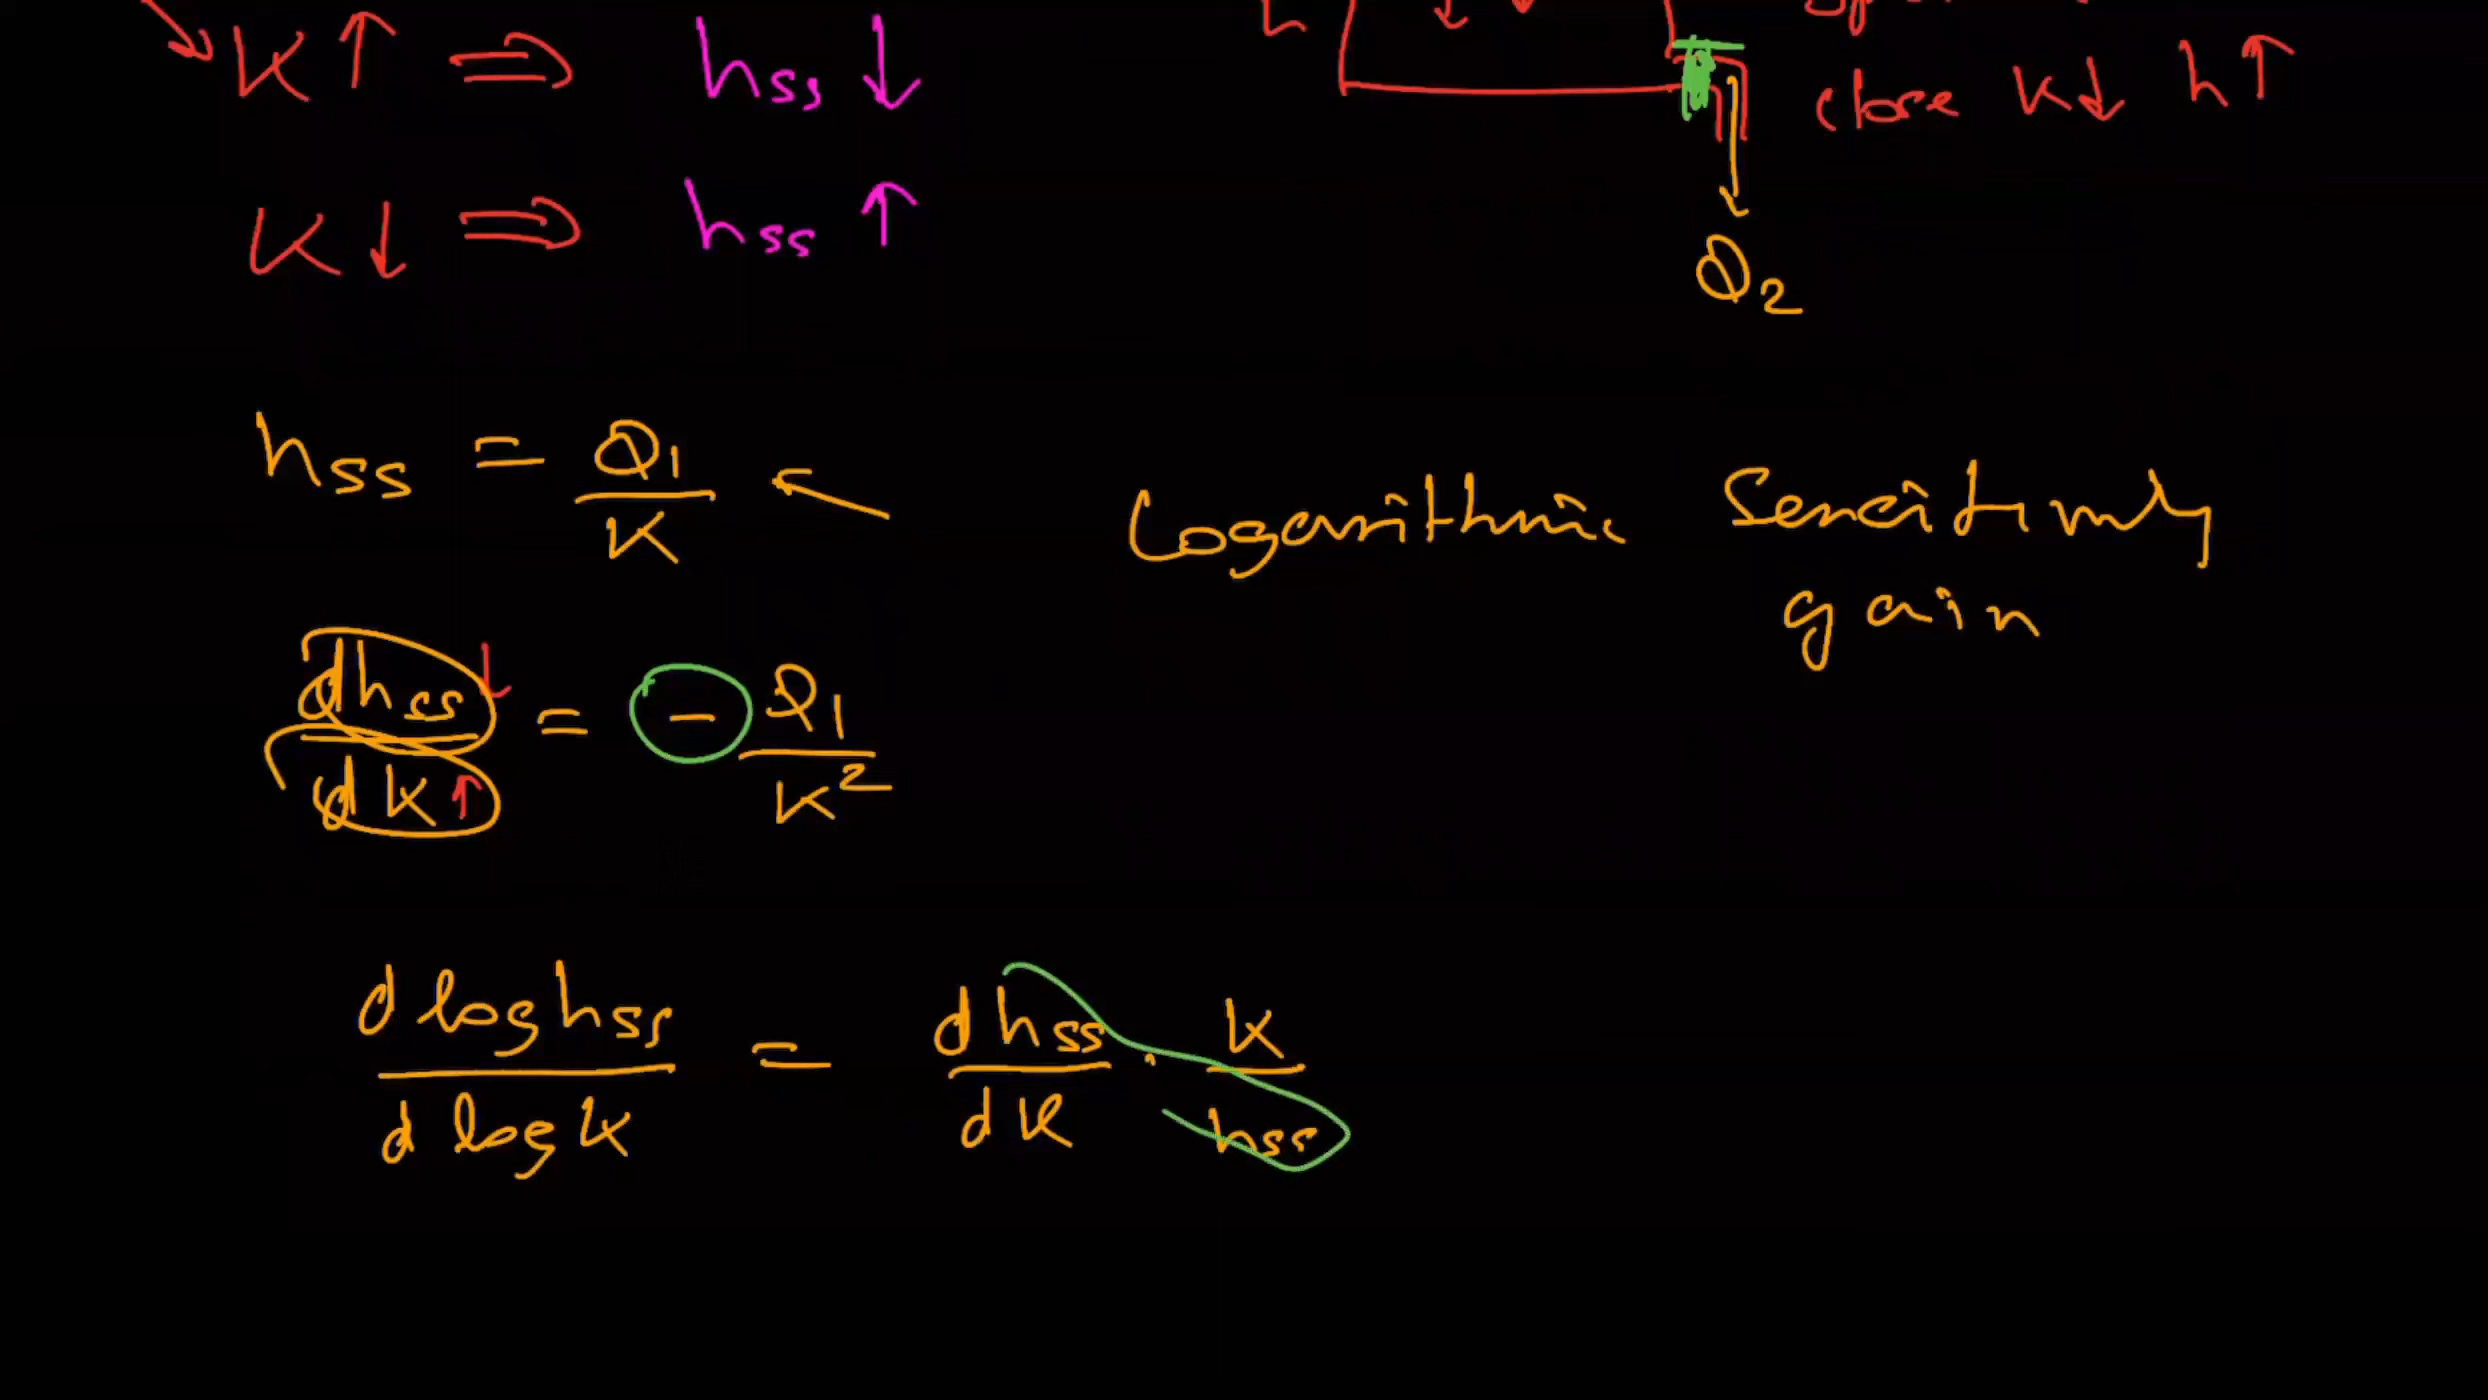 K ↑ ⇒ hss ↓
close K ↓ h ↑
K ↓ ⇒ hss ↑
Q2
hss = Q1 / K ←
Logarithmic Sensitivity
gain
dhss ↓ / dK ↑ = - Q1 / K²
d log hss / d log K = dhss / dK · K / hss